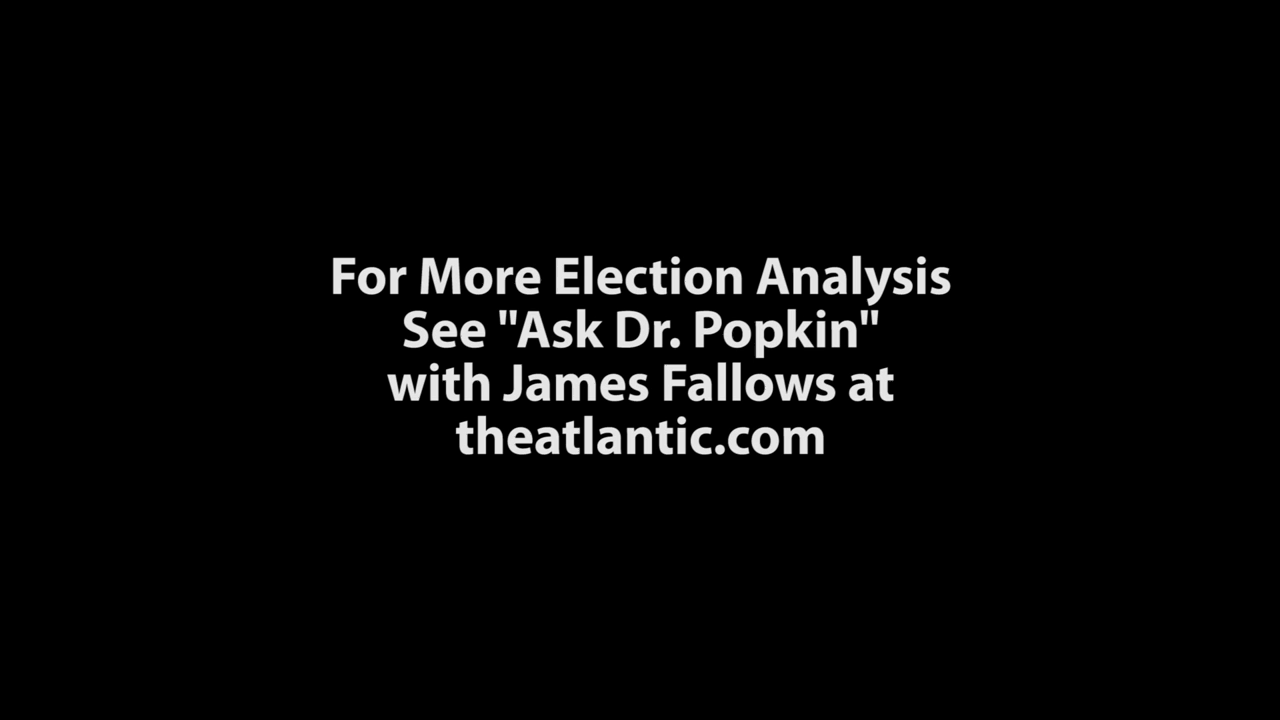 For More Election Analysis
See "Ask Dr. Popkin"
with James Fallows at
theatlantic.com